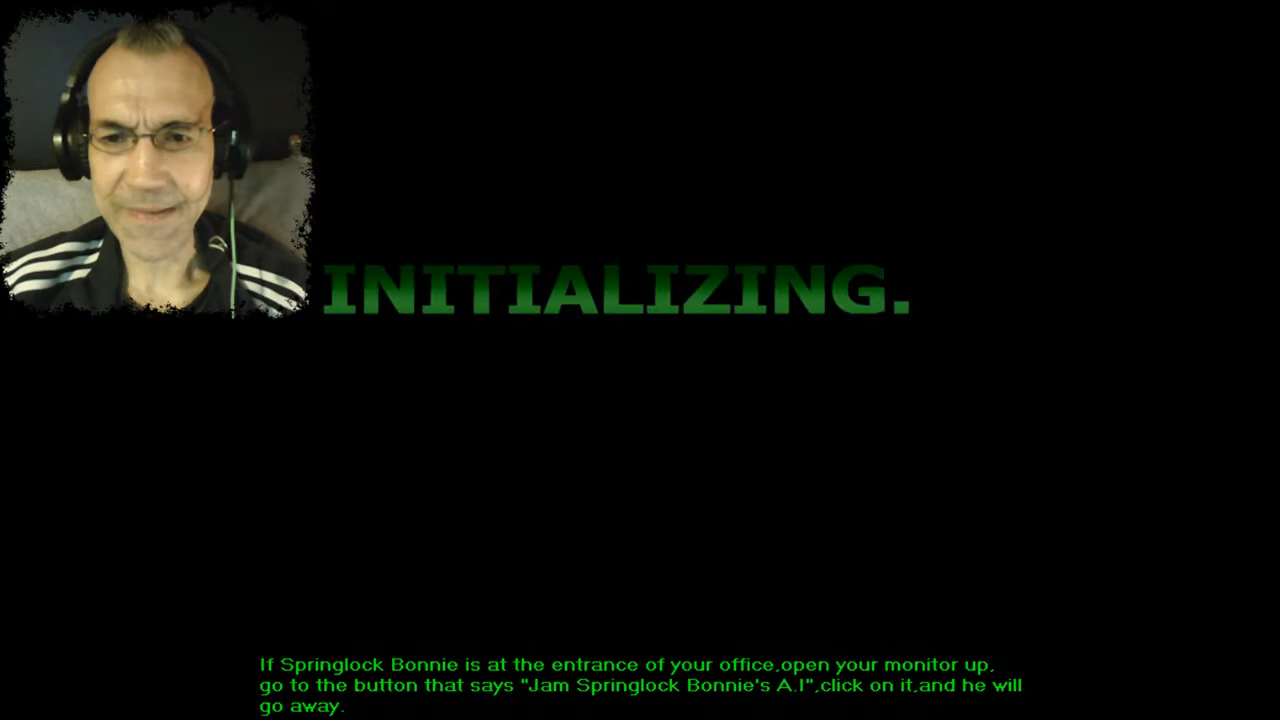 INITIALIZING.
If Springlock Bonnie is at the entrance of your office,open your monitor up,
go to the button that says "Jam Springlock Bonnie's A.I",click on it,and he will
go away.